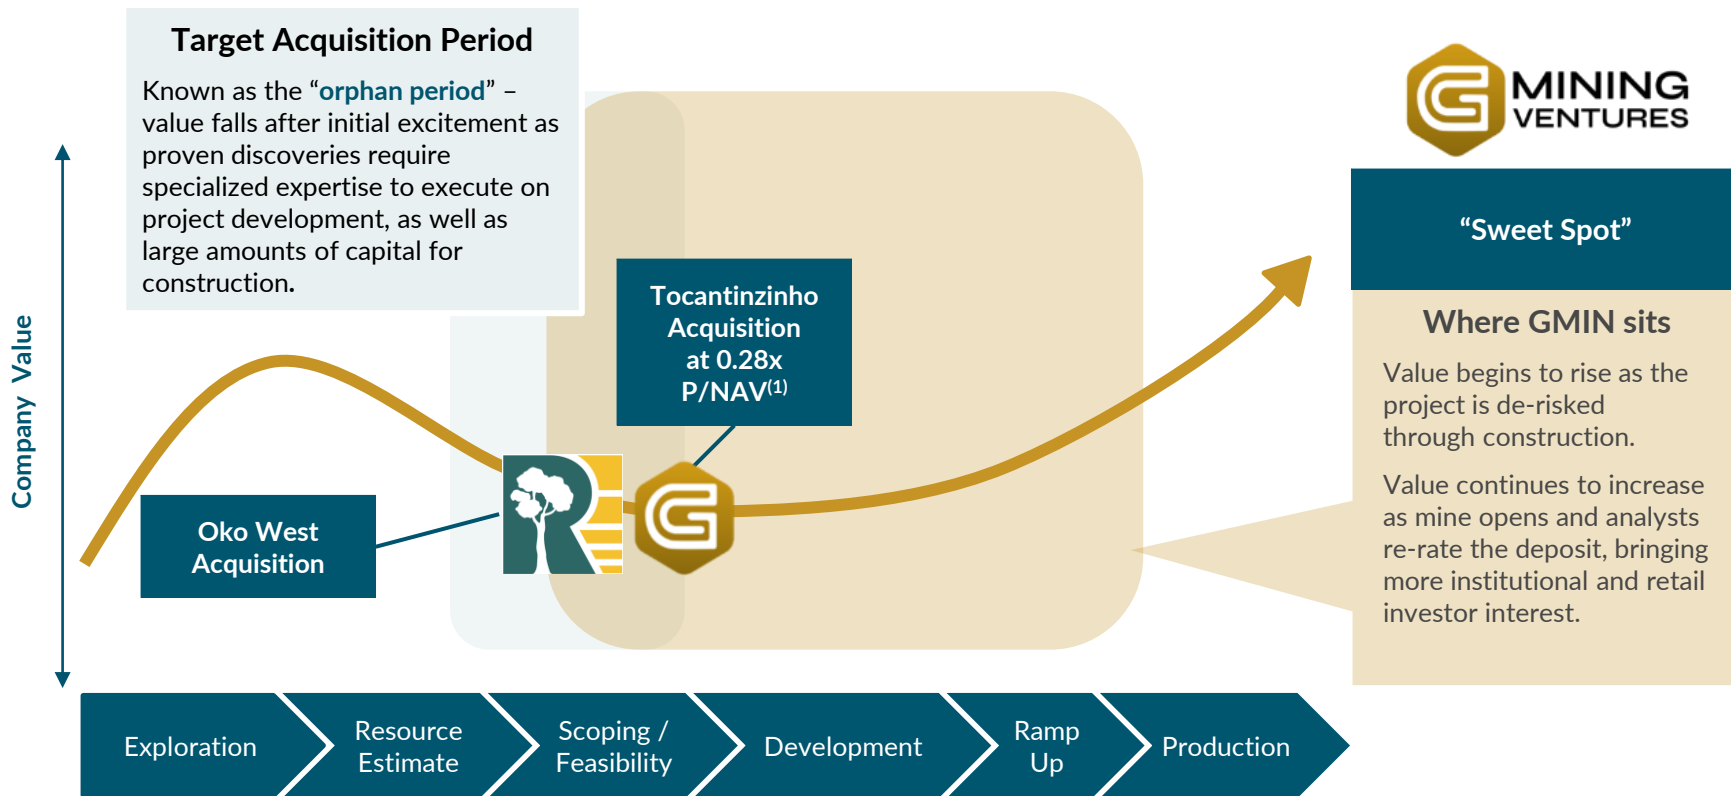 Target Acquisition Period
Known as the “orphan period” –
value falls after initial excitement as
proven discoveries require
specialized expertise to execute on
project development, as well as
large amounts of capital for
construction.
G MINING
VENTURES
“Sweet Spot”
Where GMIN sits
Value begins to rise as the
project is de-risked
through construction.
Value continues to increase
as mine opens and analysts
re-rate the deposit, bringing
more institutional and retail
investor interest.
Tocantinzinho
Acquisition
at 0.28x
P/NAV(1)
Company Value
Oko West
Acquisition
R
G
Exploration
Resource
Estimate
Scoping /
Feasibility
Development
Ramp
Up
Production